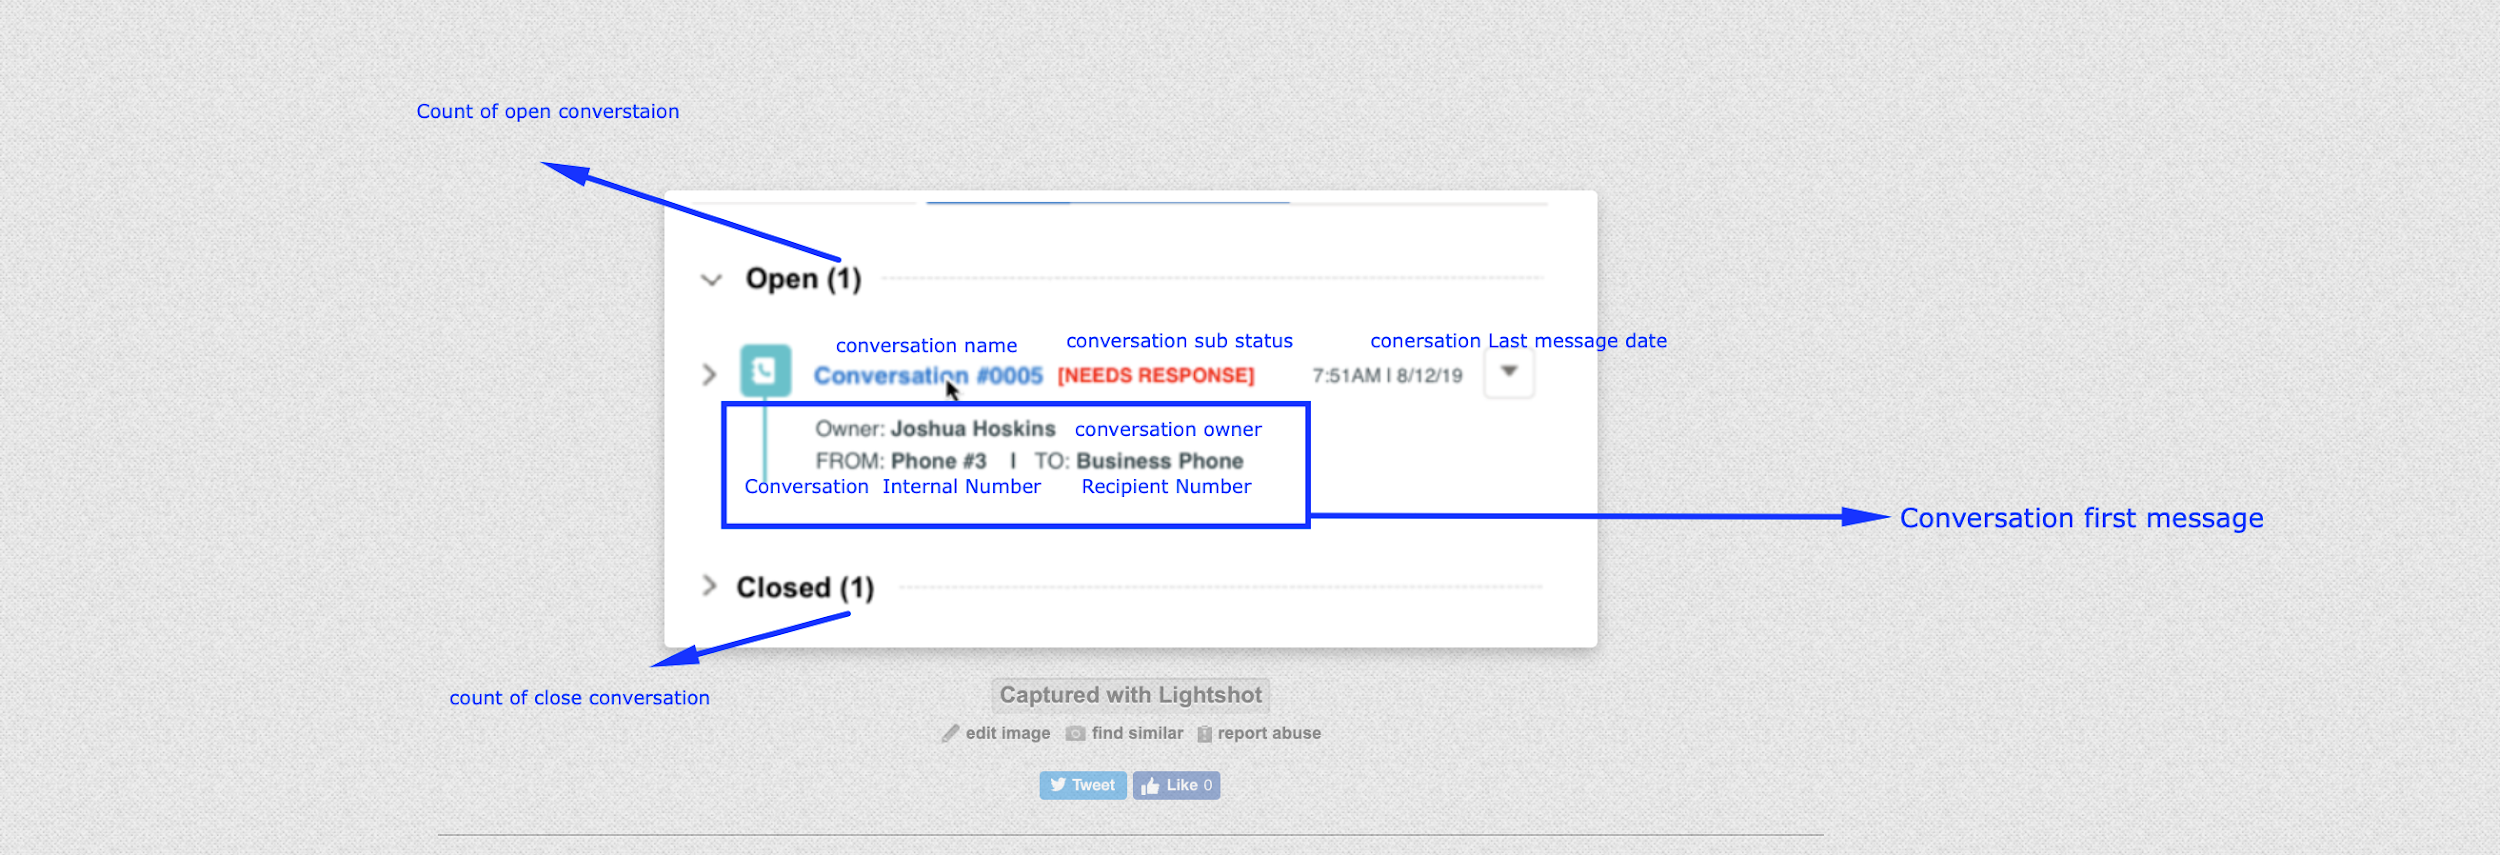 Count of open converstaion
Open (1)
conversation name
conversation sub status
conersation Last message date
Conversation #0005 [NEEDS RESPONSE] 7:51AM I 8/12/19
Owner: Joshua Hoskins conversation owner
FROM: Phone #3 I TO: Business Phone
Conversation Internal Number Recipient Number
Conversation first message
Closed (1)
count of close conversation
Captured with Lightshot
edit image find similar report abuse
Tweet Like 0